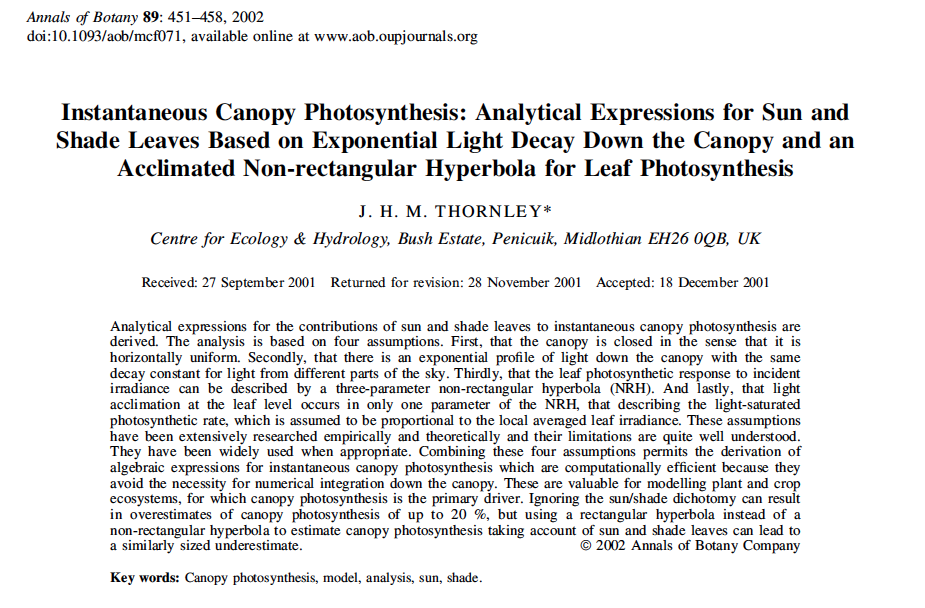 Annals of Botany 89: 451–458, 2002
doi:10.1093/aob/mcf071, available online at www.aob.oupjournals.org
Instantaneous Canopy Photosynthesis: Analytical Expressions for Sun and
Shade Leaves Based on Exponential Light Decay Down the Canopy and an
Acclimated Non-rectangular Hyperbola for Leaf Photosynthesis
J. H. M. THORNLEY*
Centre for Ecology & Hydrology, Bush Estate, Penicuik, Midlothian EH26 0QB, UK
Received: 27 September 2001 Returned for revision: 28 November 2001 Accepted: 18 December 2001
Analytical expressions for the contributions of sun and shade leaves to instantaneous canopy photosynthesis are
derived. The analysis is based on four assumptions. First, that the canopy is closed in the sense that it is
horizontally uniform. Secondly, that there is an exponential profile of light down the canopy with the same
decay constant for light from different parts of the sky. Thirdly, that the leaf photosynthetic response to incident
irradiance can be described by a three-parameter non-rectangular hyperbola (NRH). And lastly, that light
acclimation at the leaf level occurs in only one parameter of the NRH, that describing the light-saturated
photosynthetic rate, which is assumed to be proportional to the local averaged leaf irradiance. These assumptions
have been extensively researched empirically and theoretically and their limitations are quite well understood.
They have been widely used when appropriate. Combining these four assumptions permits the derivation of
algebraic expressions for instantaneous canopy photosynthesis which are computationally efficient because they
avoid the necessity for numerical integration down the canopy. These are valuable for modelling plant and crop
ecosystems, for which canopy photosynthesis is the primary driver. Ignoring the sun/shade dichotomy can result
in overestimates of canopy photosynthesis of up to 20 %, but using a rectangular hyperbola instead of a
non-rectangular hyperbola to estimate canopy photosynthesis taking account of sun and shade leaves can lead to
a similarly sized underestimate. © 2002 Annals of Botany Company
Key words: Canopy photosynthesis, model, analysis, sun, shade.